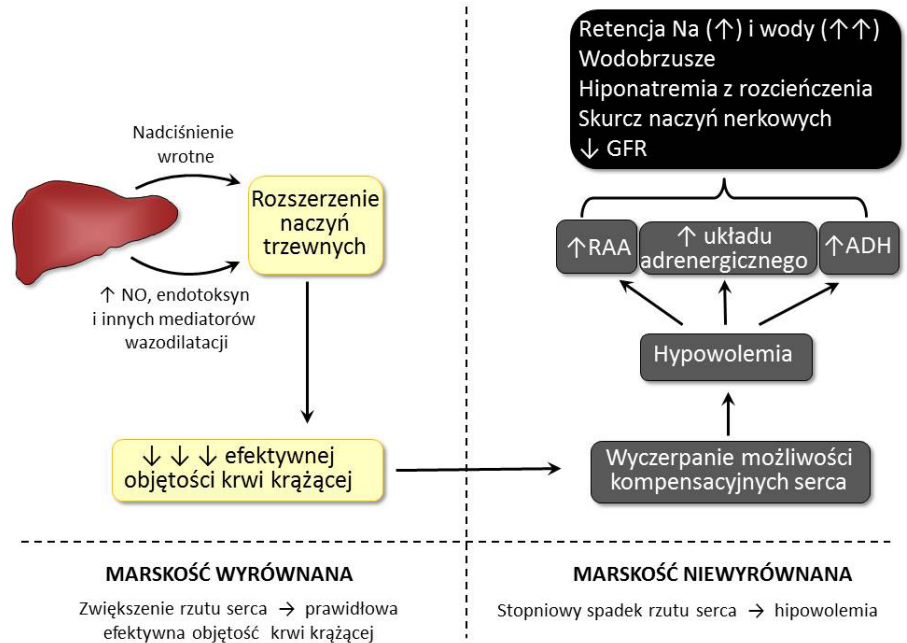 Nadciśnienie
wrotne
Rozszerzenie
naczyń
trzewnych
↑ NO, endotoksyn
i innych mediatorów
wazodilatacji
↓ ↓ ↓ efektywnej
objętości krwi krążącej
MARSKOŚĆ WYRÓWNANA
Zwiększenie rzutu serca → prawidłowa
efektywna objętość krwi krążącej
Retencja Na (↑) i wody (↑↑)
Wodobrzusze
Hiponatremia z rozcieńczenia
Skurcz naczyń nerkowych
↓ GFR
↑RAA
↑ układu
adrenergicznego
↑ADH
Hypowolemia
Wyczerpanie możliwości
kompensacyjnych serca
MARSKOŚĆ NIEWYRÓWNANA
Stopniowy spadek rzutu serca → hipowolemia